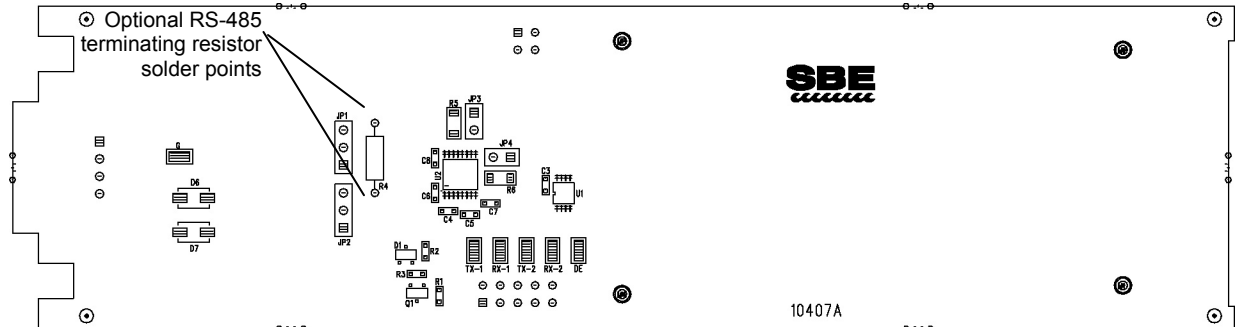 Optional RS-485
terminating resistor
solder points
SBE
R5
JP3
JP1
JP4
G
C8
U2
C3
D6
R4
R6
U1
C6
C7
C4
C5
JP2
D7
D1
R2
TX-1 RX-1 TX-2 RX-2 DE
R3
R1
Q1
10407A